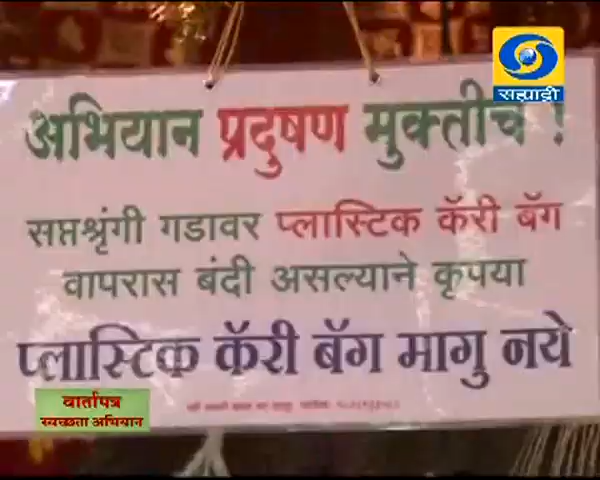 सह्याद्री
अभियान प्रदुषण मुक्तीचे !
सप्तश्रृंगी गडावर प्लास्टिक कॅरी बॅग
वापरास बंदी असल्याने कृपया
प्लास्टिक कॅरी बॅग मागु नये
वार्तापत्र
स्वच्छता अभियान